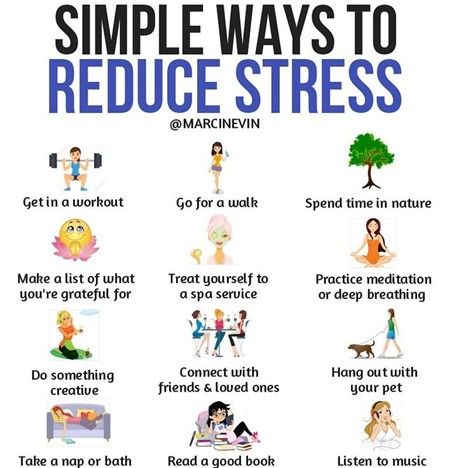 SIMPLE WAYS TO
REDUCE STRESS
@MARCINEVIN
Get in a workout
Go for a walk
Spend time in nature
Make a list of what
you're grateful for
Treat yourself to
a spa service
Practice meditation
or deep breathing
Do something
creative
Connect with
friends & loved ones
Hang out with
your pet
Take a nap or bath
Read a good book
Listen to music